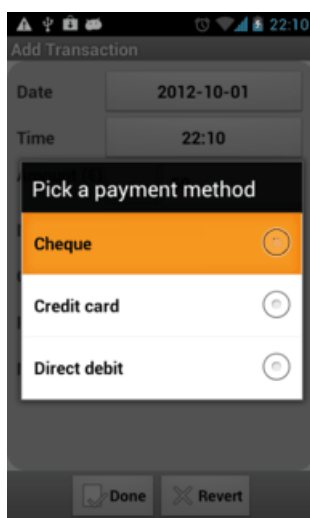 22:10
Add Transaction
Date
2012-10-01
Time
22:10
Pick a payment method
Cheque
Credit card
Direct debit
Done
Revert